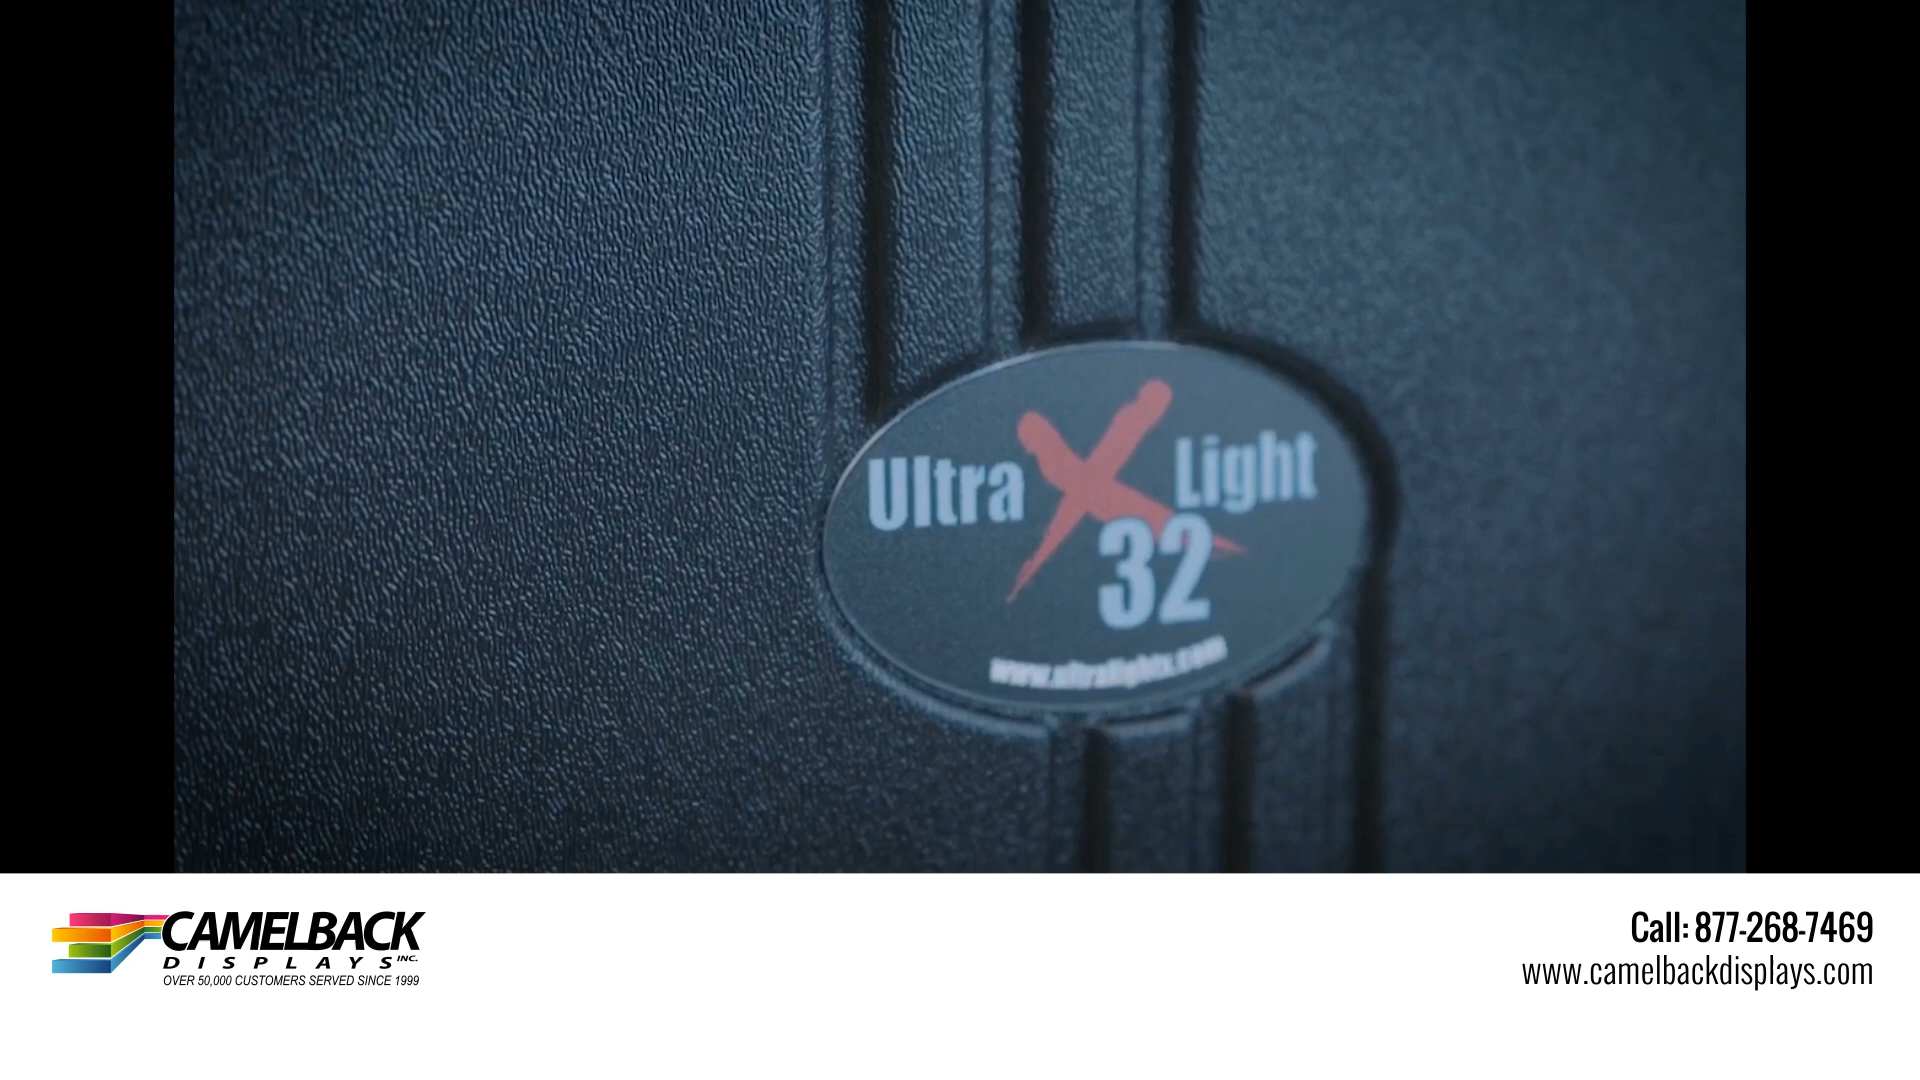 Ultra X Light
32
www.ultralightx.com
CAMELBACK
DISPLAYS INC.
OVER 50,000 CUSTOMERS SERVED SINCE 1999
Call: 877-268-7469
www.camelbackdisplays.com